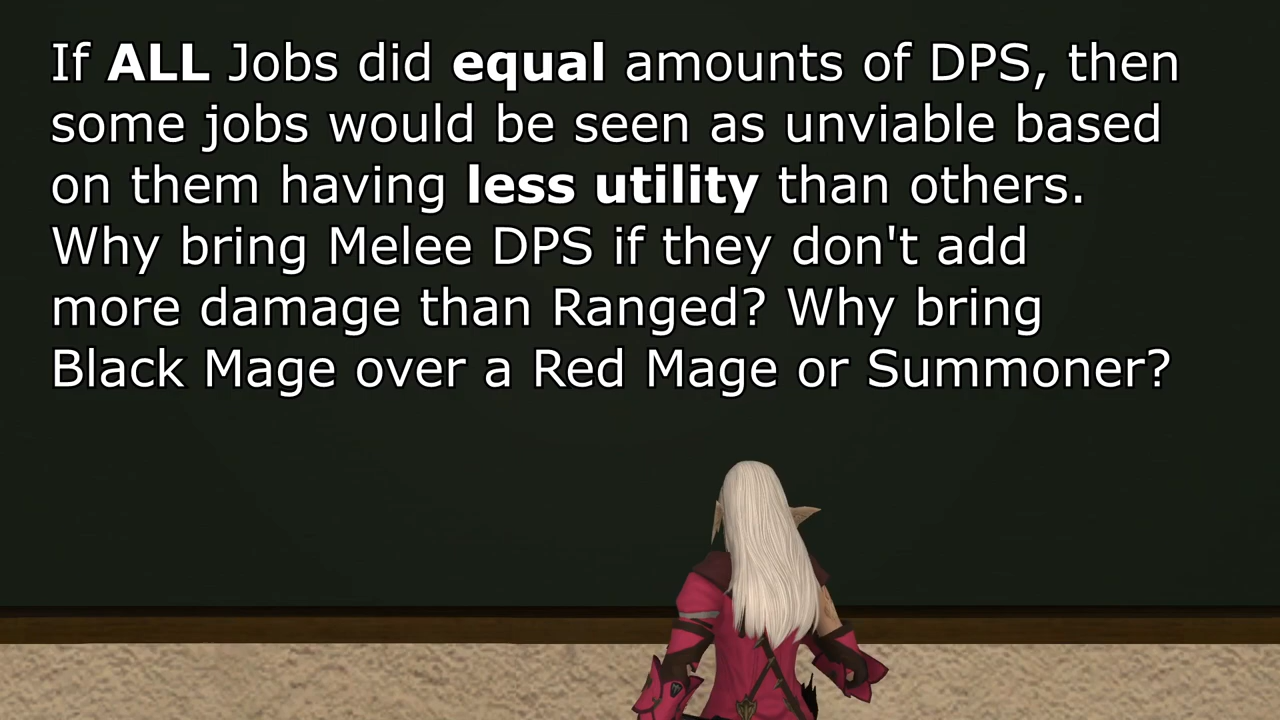 If ALL Jobs did equal amounts of DPS, then
some jobs would be seen as unviable based
on them having less utility than others.
Why bring Melee DPS if they don't add
more damage than Ranged? Why bring
Black Mage over a Red Mage or Summoner?